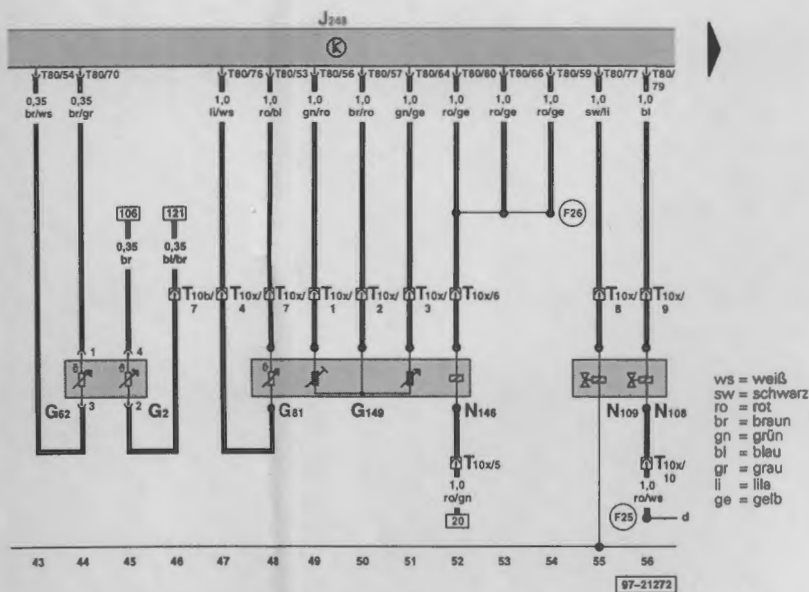 J248
K
T80/54 T80/70 T80/76 T80/53 T80/56 T80/57 T80/64 T80/80 T80/66 T80/59 T80/77 T80/
79
0,35 0,35 1,0 1,0 1,0 1,0 1,0 1,0 1,0 1,0 1,0 1,0
br/ws br/gr li/ws ro/bl gn/ro br/ro gn/ge ro/ge ro/ge ro/ge sw/li bl
106 121
F26
0,35 0,35
br bl/br
T10b/ T10x/ T10x/ T10x/ T10x/ T10x/ T10x/6 T10x/ T10x/
7 4 7 1 2 3 8 9
1 4
3 2
G62 G2 G81 G149 N146 N109 N108
T10x/5 T10x/
10
1,0 1,0
ro/gn ro/ws
20 F25 d
43 44 45 46 47 48 49 50 51 52 53 54 55 56
97-21272
ws = weiß
sw = schwarz
ro = rot
br = braun
gn = grün
bl = blau
gr = grau
li = lila
ge = gelb